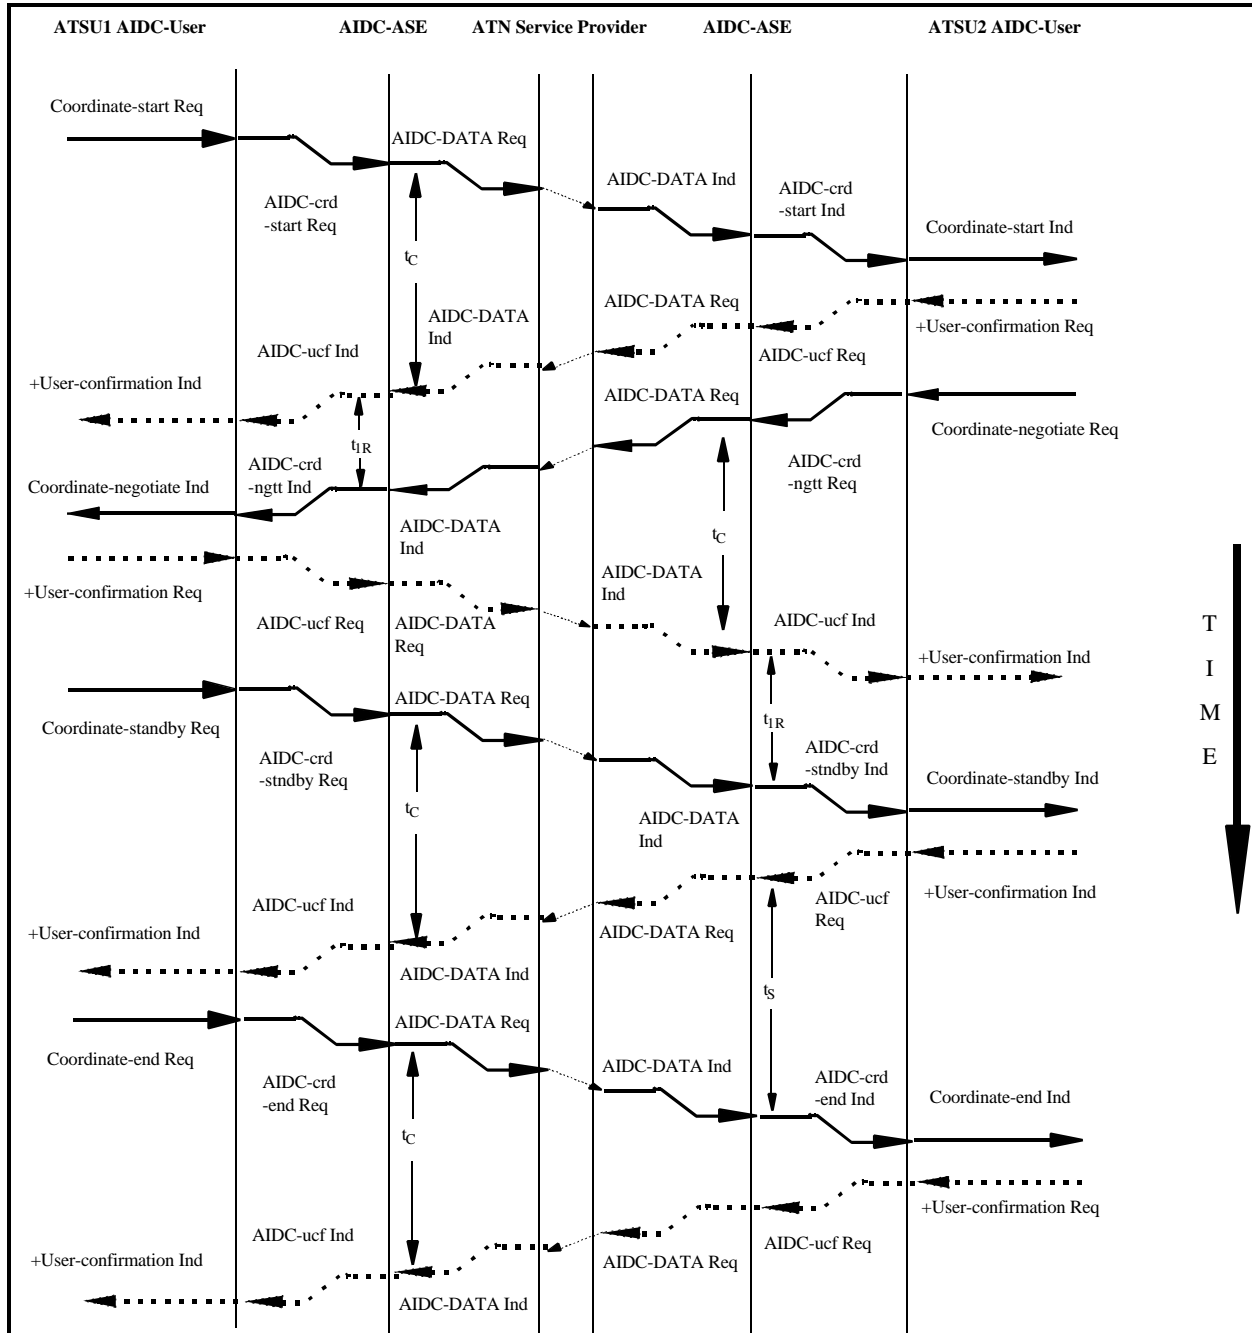 ATSU1 AIDC-User AIDC-ASE ATN Service Provider AIDC-ASE ATSU2 AIDC-User
Coordinate-start Req
AIDC-DATA Req
AIDC-DATA Ind
AIDC-crd
-start Ind
AIDC-crd
-start Req
Coordinate-start Ind
tC
AIDC-DATA Req
AIDC-DATA
Ind
+User-confirmation Req
AIDC-ucf Ind
AIDC-ucf Req
+User-confirmation Ind
AIDC-DATA
Req
Coordinate-negotiate Req
t1R
AIDC-crd
-ngtt Ind
AIDC-crd
-ngtt Req
Coordinate-negotiate Ind
AIDC-DATA
Ind
tC
AIDC-DATA
Ind
+User-confirmation Req
AIDC-ucf Req
AIDC-DATA
Req
AIDC-ucf Ind
+User-confirmation Ind
T
I
M
E
AIDC-DATA Req
Coordinate-standby Req
t1R
AIDC-crd
-stndby Req
AIDC-crd
-stndby Ind
Coordinate-standby Ind
tC
AIDC-DATA
Ind
AIDC-ucf Ind
AIDC-ucf
Req
+User-confirmation Ind
+User-confirmation Ind
AIDC-DATA Req
AIDC-DATA Ind
tS
AIDC-DATA Req
Coordinate-end Req
AIDC-DATA Ind
AIDC-crd
-end Req
AIDC-crd
-end Ind
Coordinate-end Ind
tC
+User-confirmation Req
AIDC-ucf Ind
AIDC-ucf Req
+User-confirmation Ind
AIDC-DATA Req
AIDC-DATA Ind